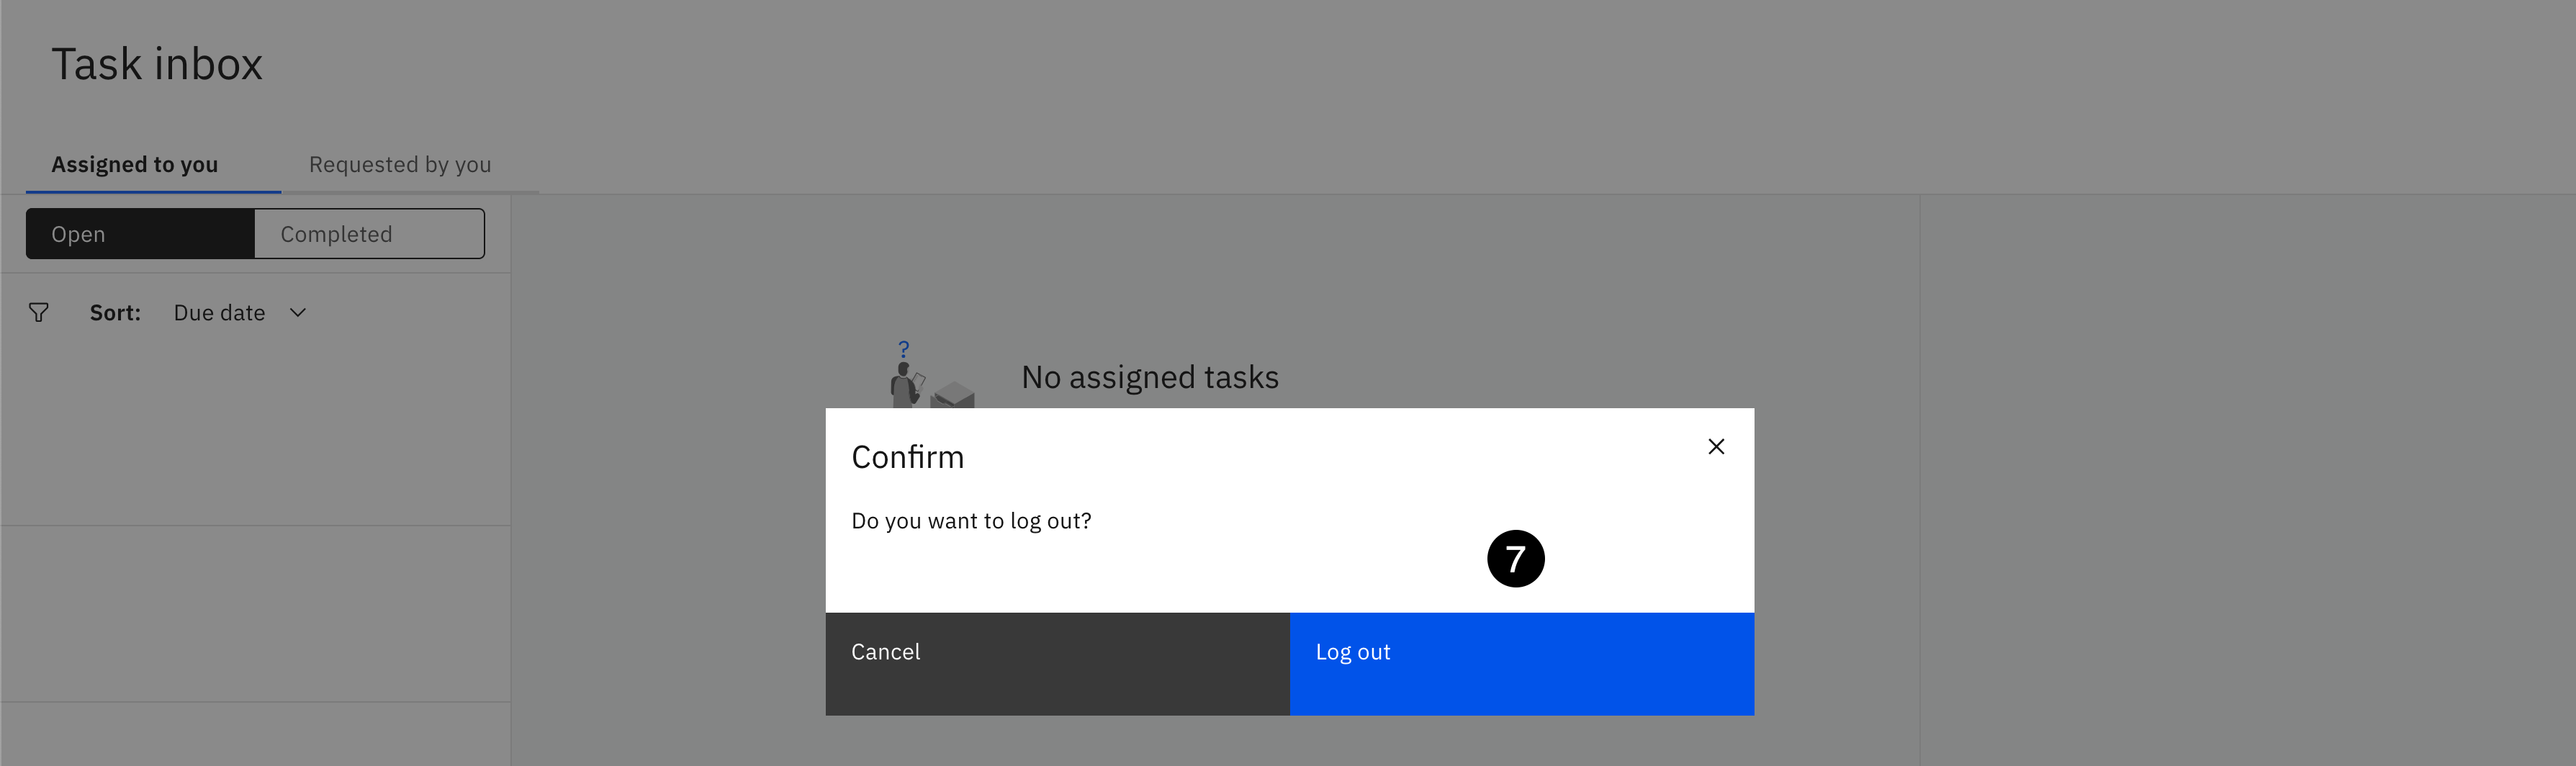 Task inbox
Assigned to you
Requested by you
Open
Completed
Sort: Due date
?
No assigned tasks
Confirm
Do you want to log out?
7
Cancel
Log out